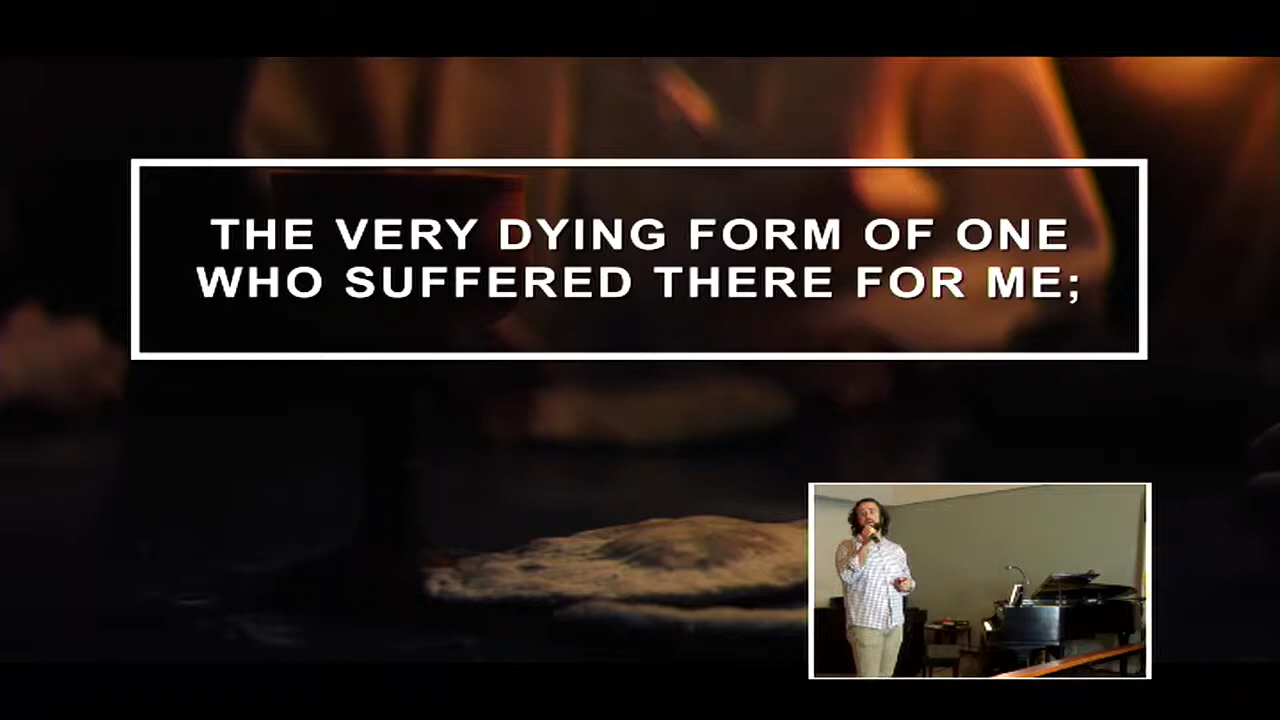 THE VERY DYING FORM OF ONE
WHO SUFFERED THERE FOR ME;